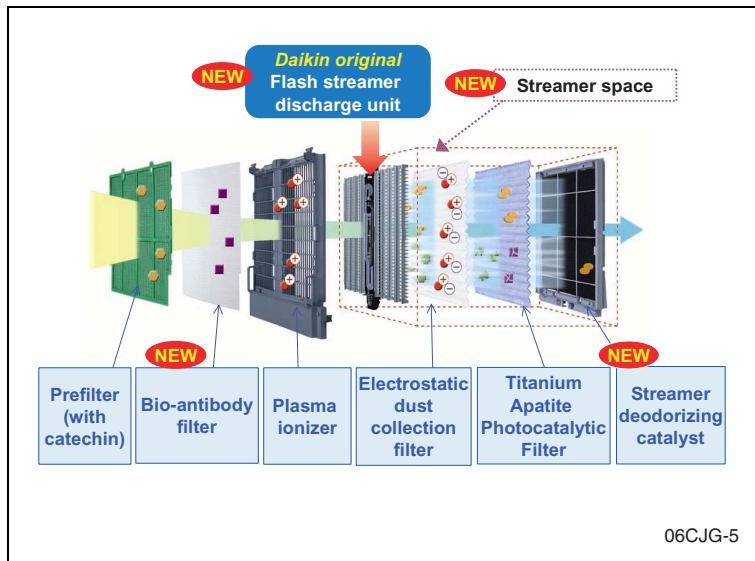 NEW
Daikin original
Flash streamer
discharge unit
NEW
Streamer space
NEW
NEW
Prefilter
(with
catechin)
Bio-antibody
filter
Plasma
ionizer
Electrostatic
dust
collection
filter
Titanium
Apatite
Photocatalytic
Filter
Streamer
deodorizing
catalyst
06CJG-5